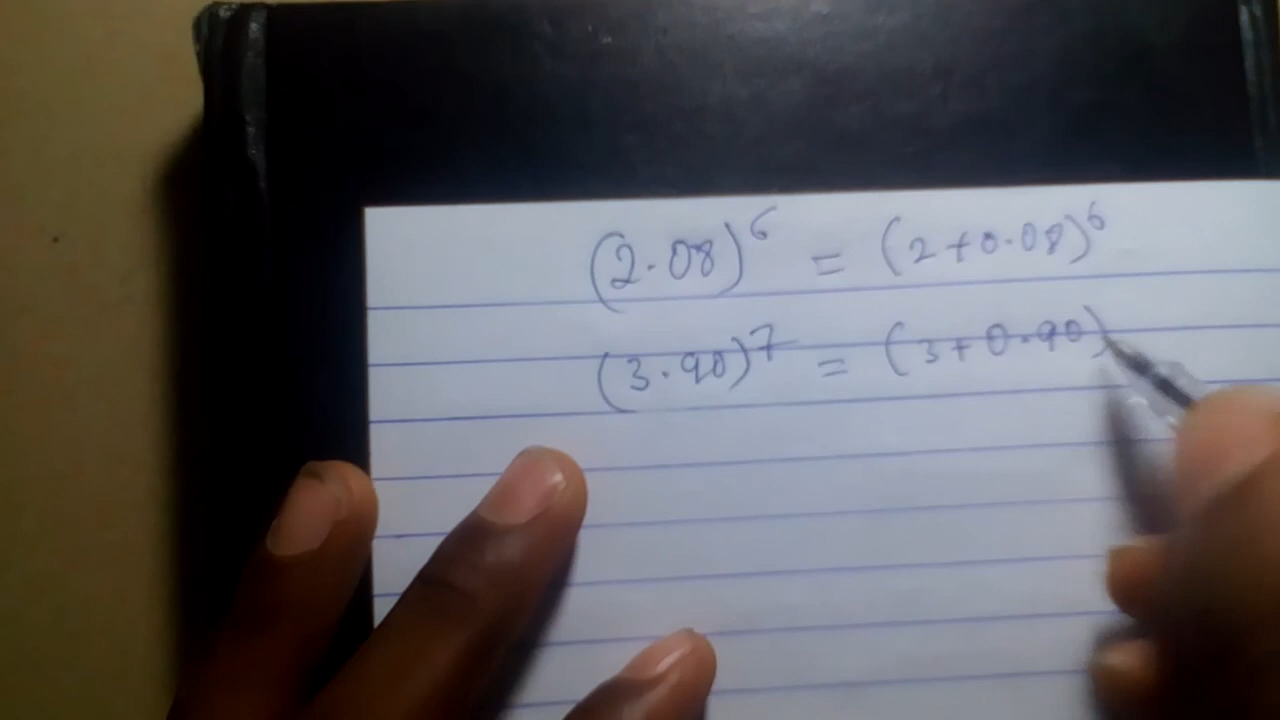 (2.08)^6 = (2+0.08)^6
(3.90)^7 = (3+0.90)